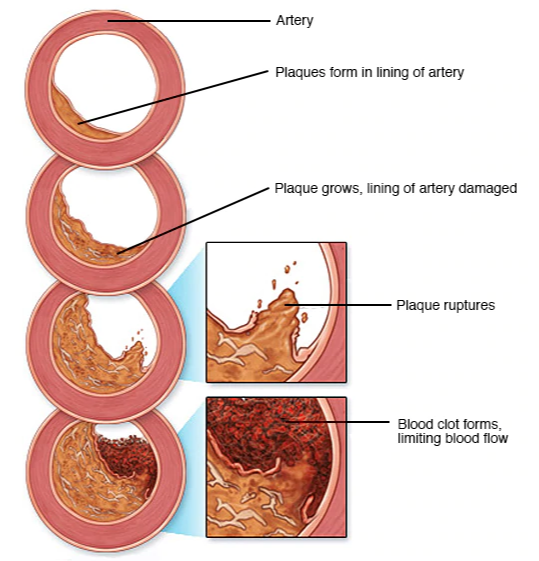 Artery
Plaques form in lining of artery
Plaque grows, lining of artery damaged
Plaque ruptures
Blood clot forms,
limiting blood flow